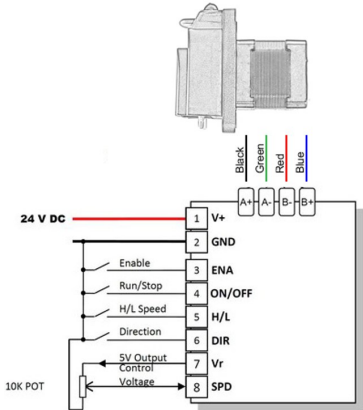 Black
Green
Red
Blue
A+ A- B- B+
24 V DC 1 V+
2 GND
Enable 3 ENA
Run/Stop 4 ON/OFF
H/L Speed 5 H/L
Direction 6 DIR
5V Output 7 Vr
Control
10K POT Voltage 8 SPD